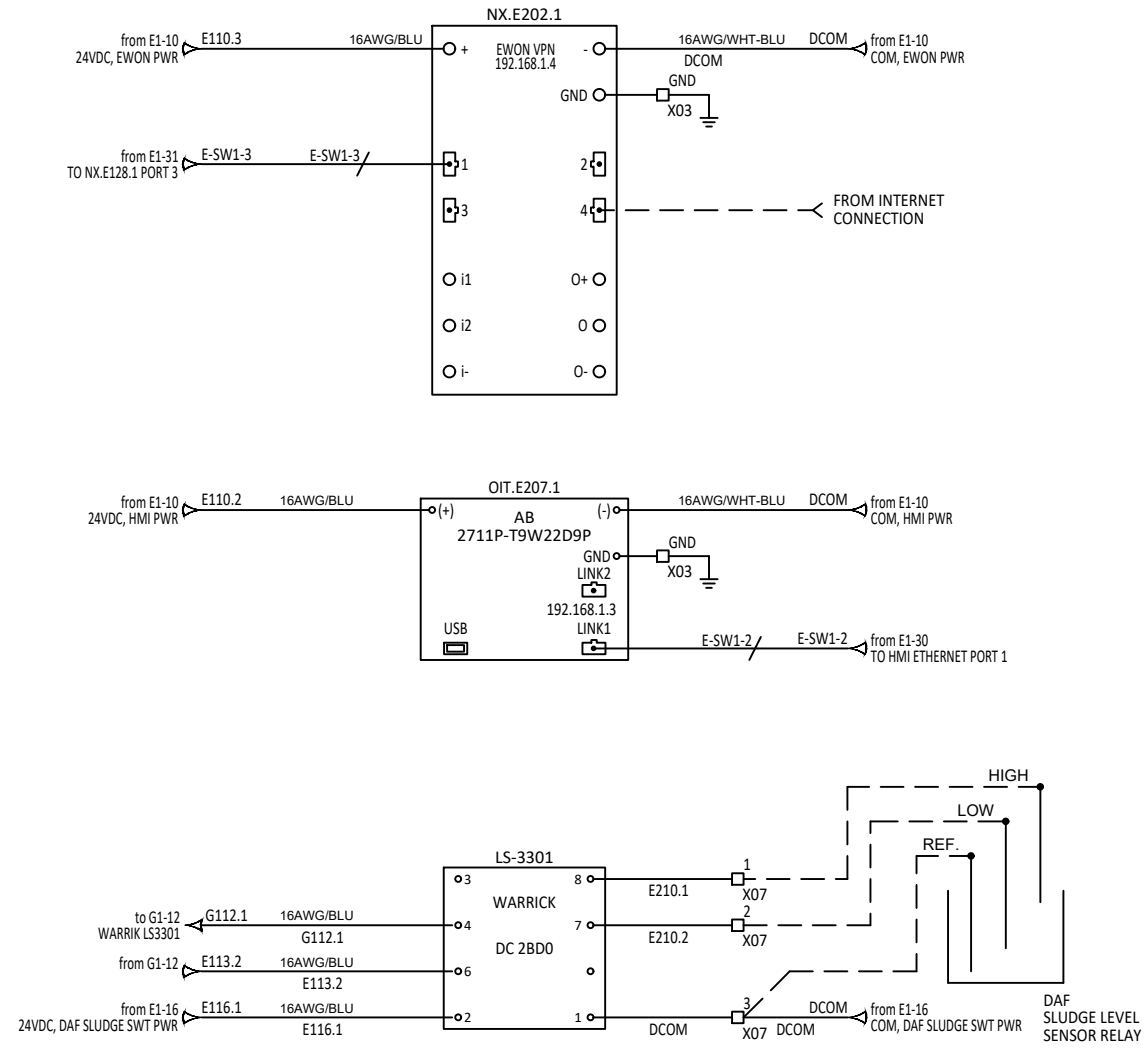 NX.E202.1
from E1-10
24VDC, EWON PWR
E110.3
16AWG/BLU
+
EWON VPN
192.168.1.4
-
16AWG/WHT-BLU
DCOM
DCOM
from E1-10
COM, EWON PWR
GND
GND
X03
from E1-31
TO NX.E128.1 PORT 3
E-SW1-3
E-SW1-3
1
2
3
4
FROM INTERNET
CONNECTION
i1
O+
i2
O
i-
O-
OIT.E207.1
from E1-10
24VDC, HMI PWR
E110.2
16AWG/BLU
(+)
AB
2711P-T9W22D9P
(-)
16AWG/WHT-BLU
DCOM
from E1-10
COM, HMI PWR
GND
GND
X03
LINK2
192.168.1.3
USB
LINK1
E-SW1-2
E-SW1-2
from E1-30
TO HMI ETHERNET PORT 1
HIGH
LOW
REF.
LS-3301
3
WARRICK
8
E210.1
1
X07
to G1-12
WARRIK LS3301
G112.1
16AWG/BLU
G112.1
4
7
E210.2
2
X07
DC 2BD0
from G1-12
E113.2
16AWG/BLU
E113.2
6
from E1-16
24VDC, DAF SLUDGE SWT PWR
E116.1
16AWG/BLU
E116.1
2
1
DCOM
3
X07
DCOM
DCOM
from E1-16
COM, DAF SLUDGE SWT PWR
DAF
SLUDGE LEVEL
SENSOR RELAY